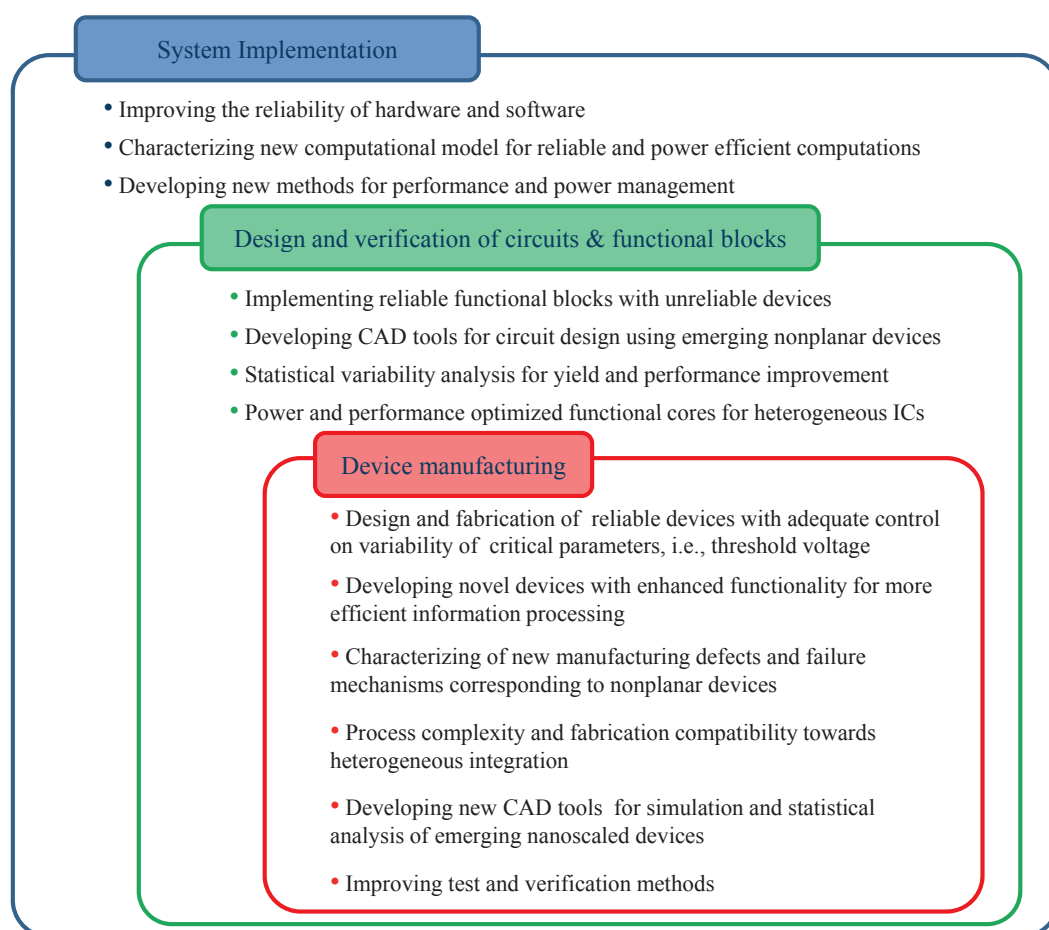 System Implementation
• Improving the reliability of hardware and software
• Characterizing new computational model for reliable and power efficient computations
• Developing new methods for performance and power management
Design and verification of circuits & functional blocks
• Implementing reliable functional blocks with unreliable devices
• Developing CAD tools for circuit design using emerging nonplanar devices
• Statistical variability analysis for yield and performance improvement
• Power and performance optimized functional cores for heterogeneous ICs
Device manufacturing
• Design and fabrication of reliable devices with adequate control
on variability of critical parameters, i.e., threshold voltage
• Developing novel devices with enhanced functionality for more
efficient information processing
• Characterizing of new manufacturing defects and failure
mechanisms corresponding to nonplanar devices
• Process complexity and fabrication compatibility towards
heterogeneous integration
• Developing new CAD tools for simulation and statistical
analysis of emerging nanoscaled devices
• Improving test and verification methods